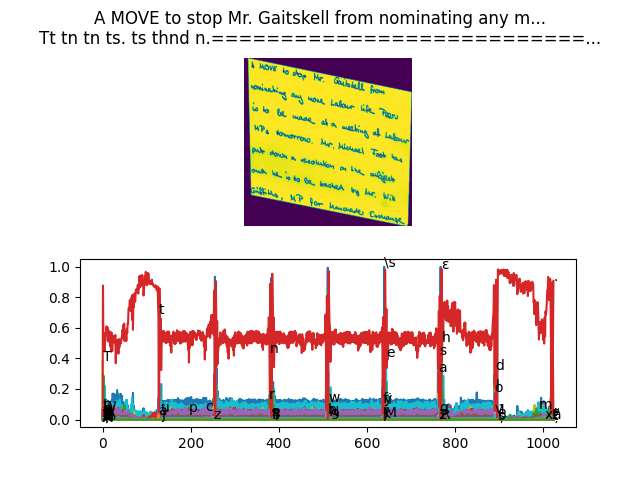 A MOVE to stop Mr. Gaitskell from nominating any m...
Tt tn tn ts. ts thnd n.===========================...
A MOVE to stop Mr. Gaitskell from
nominating any more Labour Life Peers
is to be made at a meeting of Labour
MPs tomorrow. Mr. Michael Foot has
put down a resolution on the subject
and he is to be backed by Mr. Will
Griffiths, MP for Manchester Exchange.
1.0
0.8
0.6
0.4
0.2
0.0
\s
ε
t
T
n
e
h
s
a
d
o
w
p
c
z
M
m
0
200
400
600
800
1000